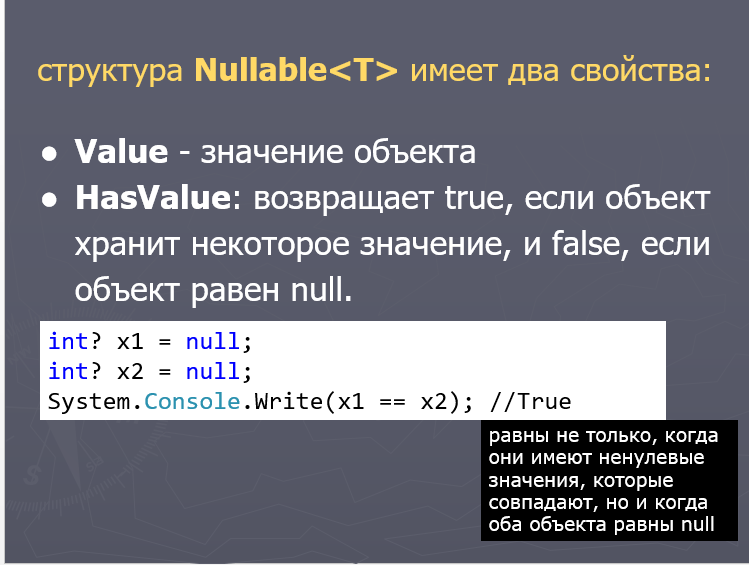 структура Nullable<T> имеет два свойства:
● Value - значение объекта
● HasValue: возвращает true, если объект
хранит некоторое значение, и false, если
объект равен null.
int? x1 = null;
int? x2 = null;
System.Console.Write(x1 == x2); //True
равны не только, когда
они имеют ненулевые
значения, которые
совпадают, но и когда
оба объекта равны null
S